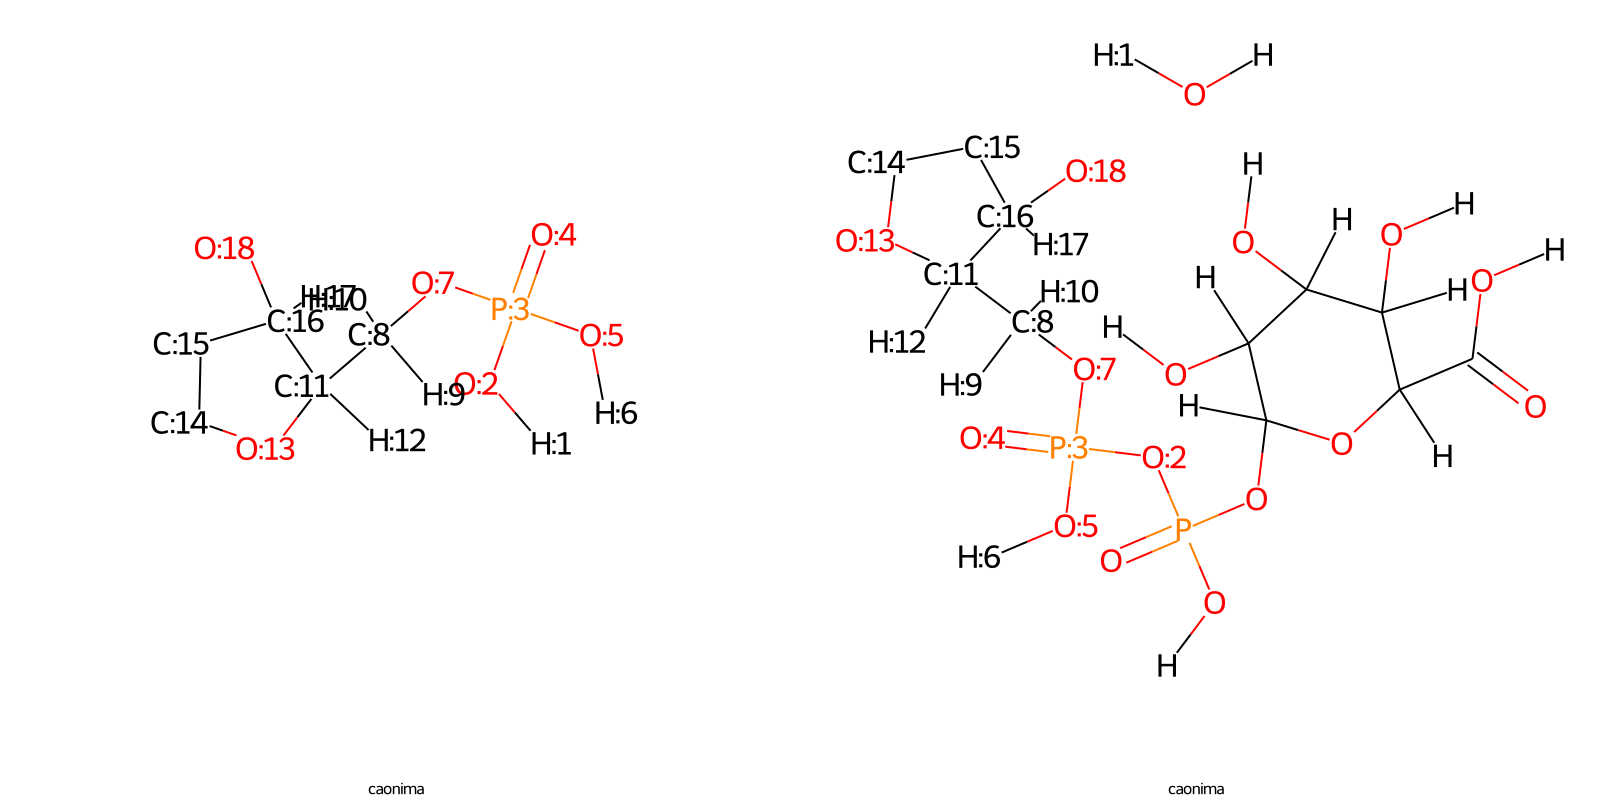 H:1 H
O
H
C:14 C:15 O:18
H H
O:4 O:18 O:7 O:13 C:16 H:17 O O H
H:17 H:10 P:3 C:11 H O H
C:16 C:8 O:5 H:10 H
C:15 H:12 C:8 H
C:11 O:2 H:9 O:7 O
H:9 H:6 H O
C:14 H:12 H:1 O:4 P:3 O:2 O H
O:13 O
H:6 O:5 P
O
O
H
caonima caonima